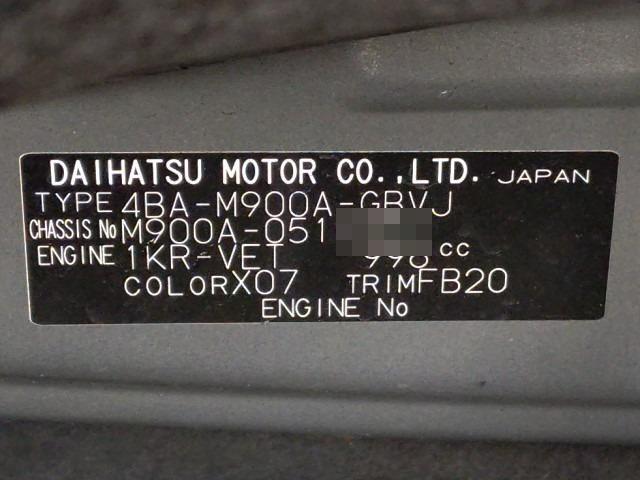 DAIHATSU MOTOR CO.,LTD. JAPAN
TYPE 4BA-M900A-GBVJ
CHASSIS No M900A-051
ENGINE 1KR-VET 996 cc
COLOR X07 TRIM FB20
ENGINE No